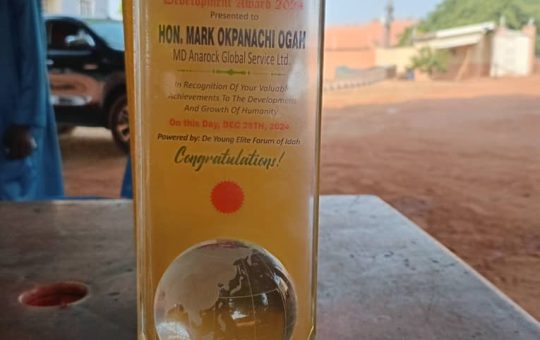 Development Award 2024
Presented to
HON. MARK OKPANACHI OGAH
MD Anarock Global Service Ltd.
In Recognition Of Your Valuable
Achievements To The Development
And Growth Of Humanity
On this Day, DEC 28TH, 2024
Powered by: De Young Elite Forum of Idah
Congratulations!